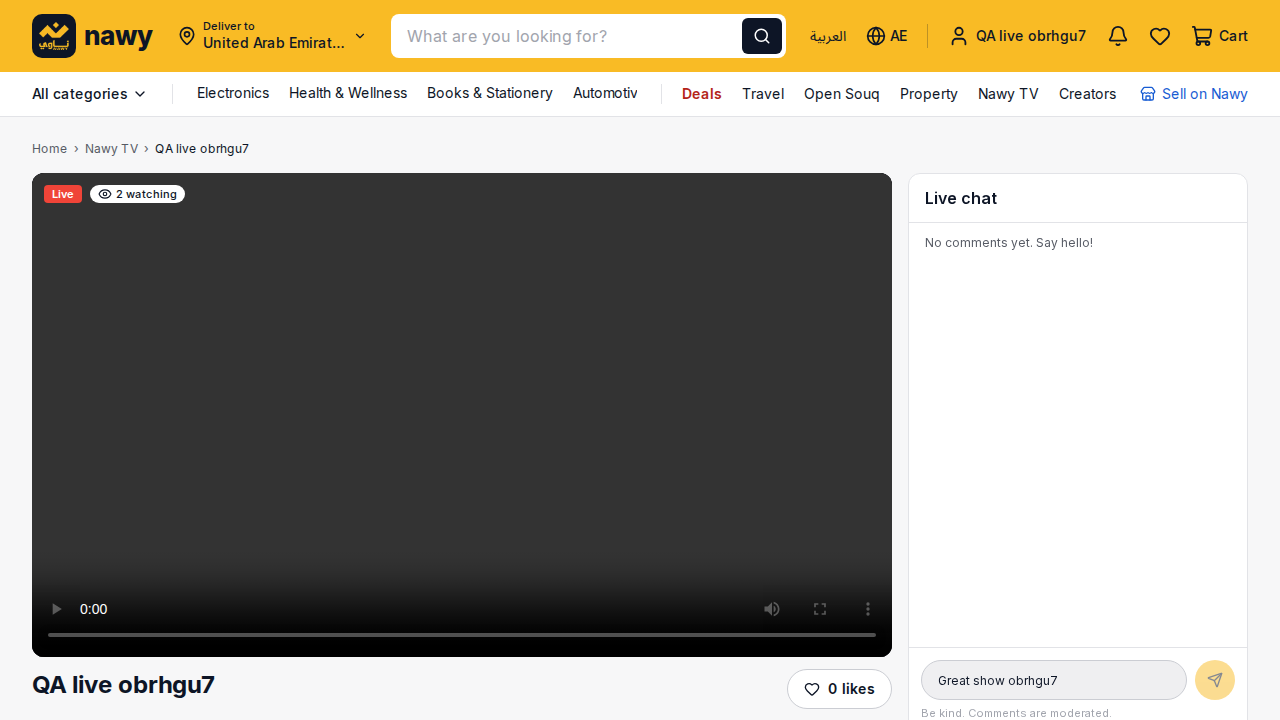 ناوي
NAWY
nawy
Deliver to
United Arab Emirat...
What are you looking for?
العربية
AE
QA live obrhgu7
Cart
All categories
Electronics
Health & Wellness
Books & Stationery
Automotiv
Deals
Travel
Open Souq
Property
Nawy TV
Creators
Sell on Nawy
Home › Nawy TV › QA live obrhgu7
Live
2 watching
0:00
QA live obrhgu7
0 likes
Live chat
No comments yet. Say hello!
Great show obrhgu7
Be kind. Comments are moderated.